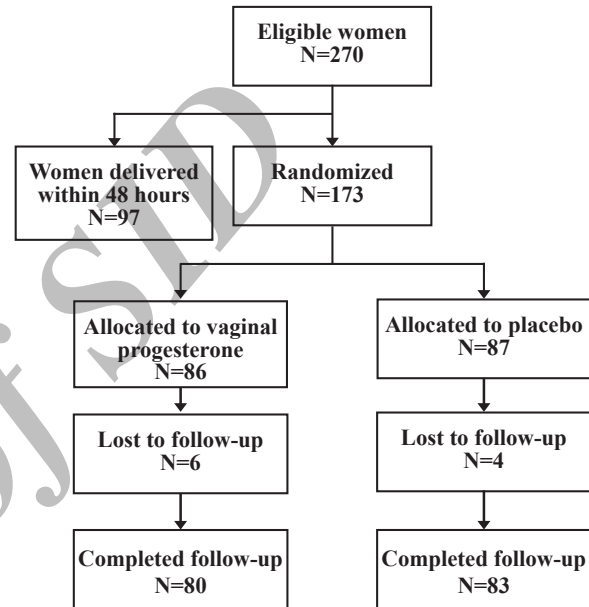 Eligible women
N=270
Women delivered
within 48 hours
N=97
Randomized
N=173
Allocated to vaginal
progesterone
N=86
Allocated to placebo
N=87
Lost to follow-up
N=6
Lost to follow-up
N=4
Completed follow-up
N=80
Completed follow-up
N=83
of SID